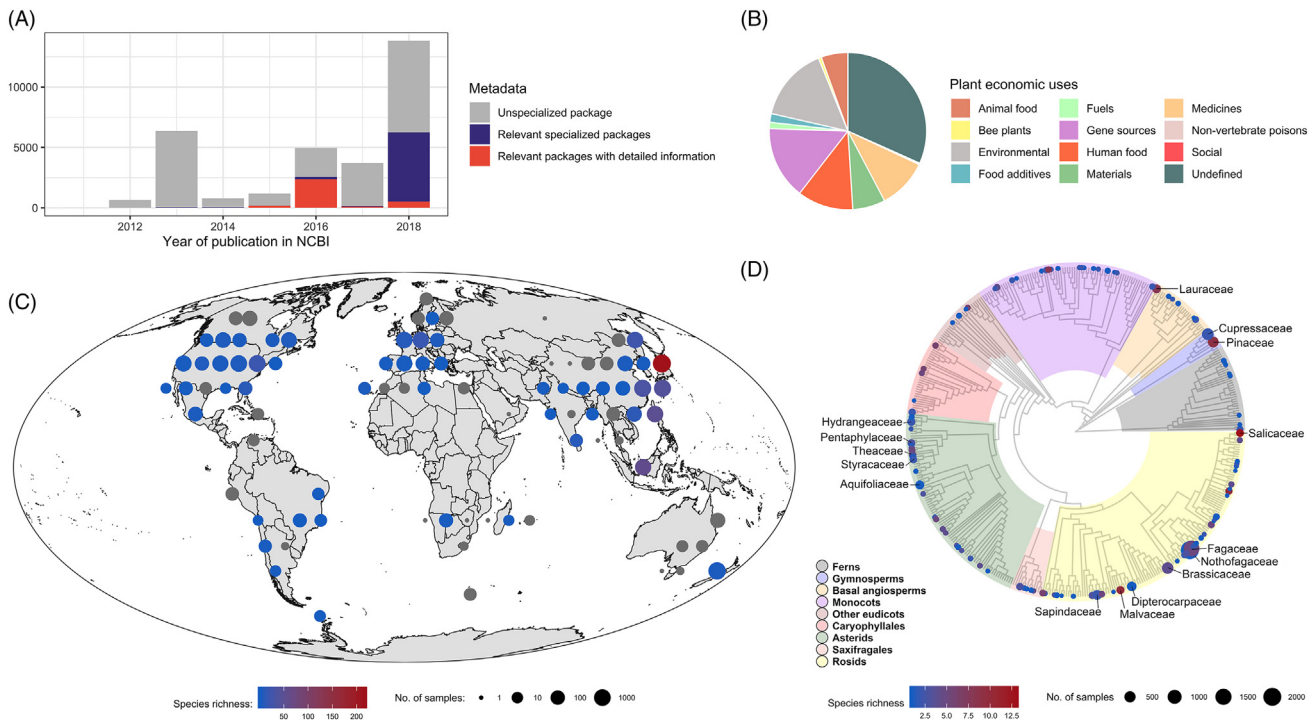 (A)
10000
5000
0
2012
2014
2016
2018
Year of publication in NCBI
Metadata
Unspecialized package
Relevant specialized packages
Relevant packages with detailed information
(B)
Plant economic uses
Animal food
Bee plants
Environmental
Food additives
Fuels
Gene sources
Human food
Materials
Medicines
Non-vertebrate poisons
Social
Undefined
(C)
Species richness:
50 100 150 200
No. of samples:
1
10
100
1000
(D)
Lauraceae
Cupressaceae
Pinaceae
Salicaceae
Fagaceae
Nothofagaceae
Brassicaceae
Dipterocarpaceae
Malvaceae
Sapindaceae
Hydrangeaceae
Pentaphylaceae
Theaceae
Styracaceae
Aquifoliaceae
Ferns
Gymnosperms
Basal angiosperms
Monocots
Other eudicots
Caryophyllales
Asterids
Saxifragales
Rosids
Species richness
2.5 5.0 7.5 10.0 12.5
No. of samples
500
1000
1500
2000